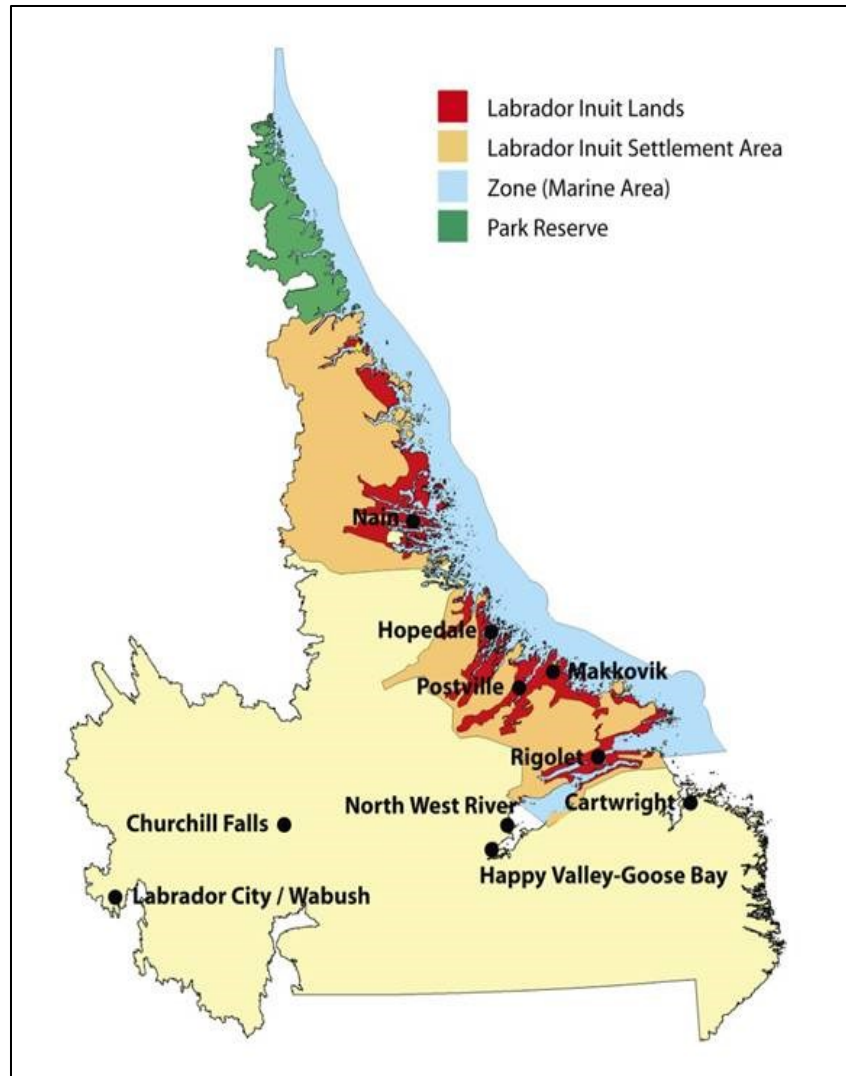 Labrador Inuit Lands
Labrador Inuit Settlement Area
Zone (Marine Area)
Park Reserve
Nain
Hopedale
Makkovik
Postville
Rigolet
North West River
Cartwright
Churchill Falls
Happy Valley-Goose Bay
Labrador City / Wabush